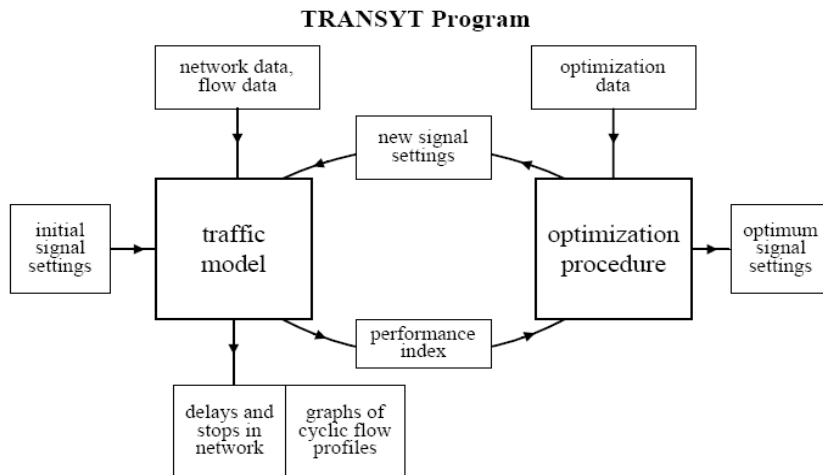 TRANSYT Program
network data,
flow data
optimization
data
new signal
settings
initial
signal
settings
traffic
model
optimization
procedure
optimum
signal
settings
performance
index
delays and
stops in
network
graphs of
cyclic flow
profiles